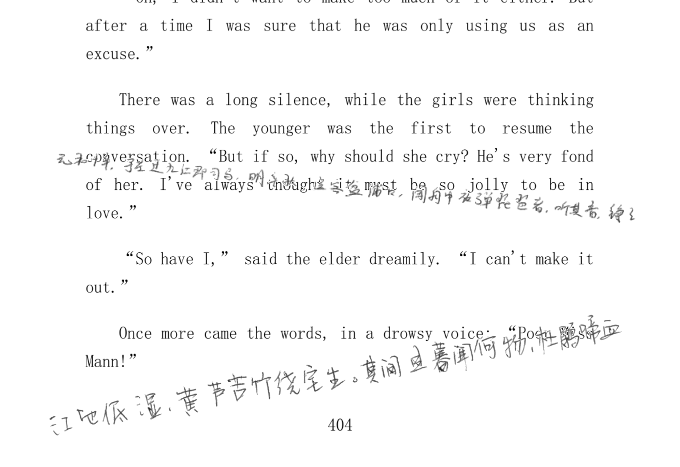 "Oh, I didn't want to make too much of it either. But
after a time I was sure that he was only using us as an
excuse.”
There was a long silence, while the girls were thinking
things over. The younger was the first to resume the
conversation. “But if so, why should she cry? He's very fond
元和十年，予左迁九江郡司马。明年秋，送客湓浦口，闻舟中夜弹琵琶者，听其音，铮
of her. I've always thought it must be so jolly to be in
love.”
“So have I,” said the elder dreamily. “I can't make it
out.”
Once more came the words, in a drowsy voice: “Poor Miss
Mann!”
江地低湿，黄芦苦竹绕宅生。其间旦暮闻何物，杜鹃啼血
404